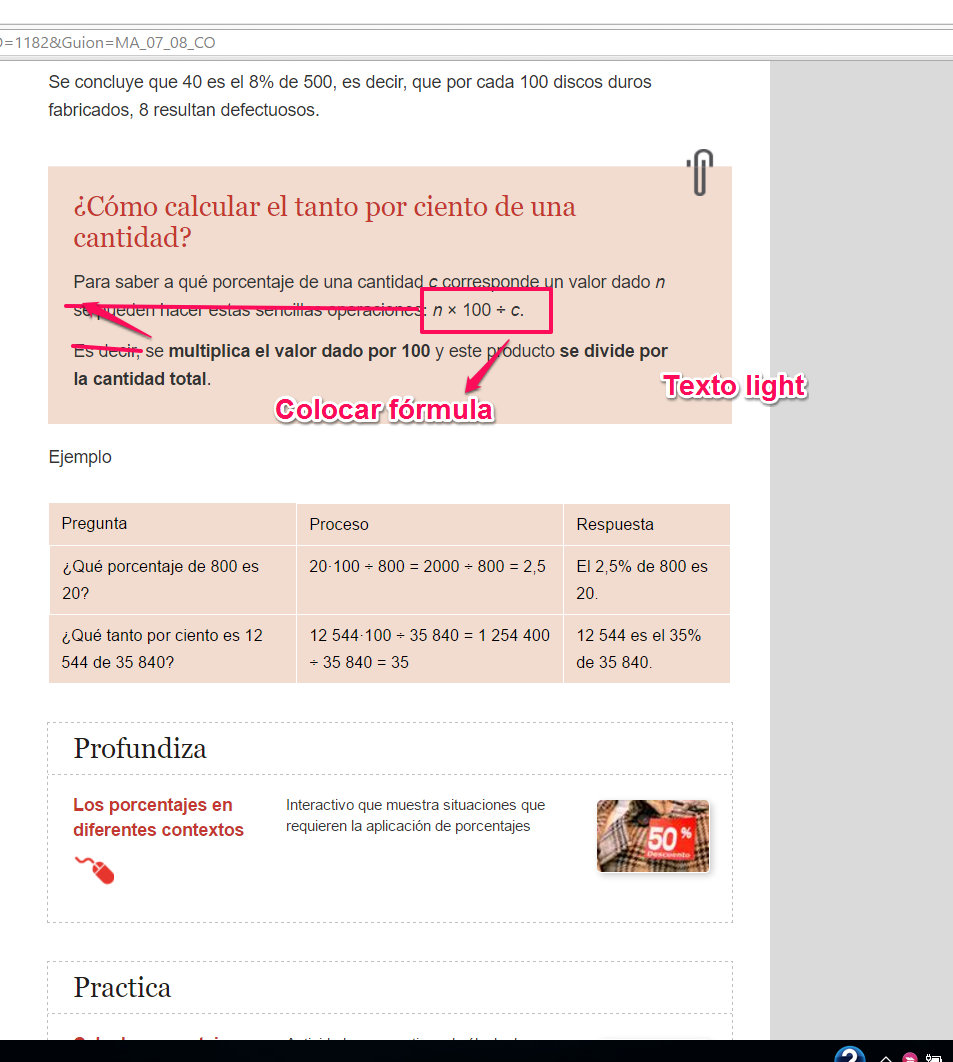 D=1182&Guion=MA_07_08_CO
Se concluye que 40 es el 8% de 500, es decir, que por cada 100 discos duros
fabricados, 8 resultan defectuosos.
¿Cómo calcular el tanto por ciento de una
cantidad?
Para saber a qué porcentaje de una cantidad c corresponde un valor dado n
se pueden hacer estas sencillas operaciones: n × 100 ÷ c.
Es decir, se multiplica el valor dado por 100 y este producto se divide por
la cantidad total.
Texto light
Colocar fórmula
Ejemplo
Pregunta
Proceso
Respuesta
¿Qué porcentaje de 800 es
20?
20·100 ÷ 800 = 2000 ÷ 800 = 2,5
El 2,5% de 800 es
20.
¿Qué tanto por ciento es 12
544 de 35 840?
12 544·100 ÷ 35 840 = 1 254 400
÷ 35 840 = 35
12 544 es el 35%
de 35 840.
Profundiza
Los porcentajes en
diferentes contextos
Interactivo que muestra situaciones que
requieren la aplicación de porcentajes
50%
Descuento
Practica